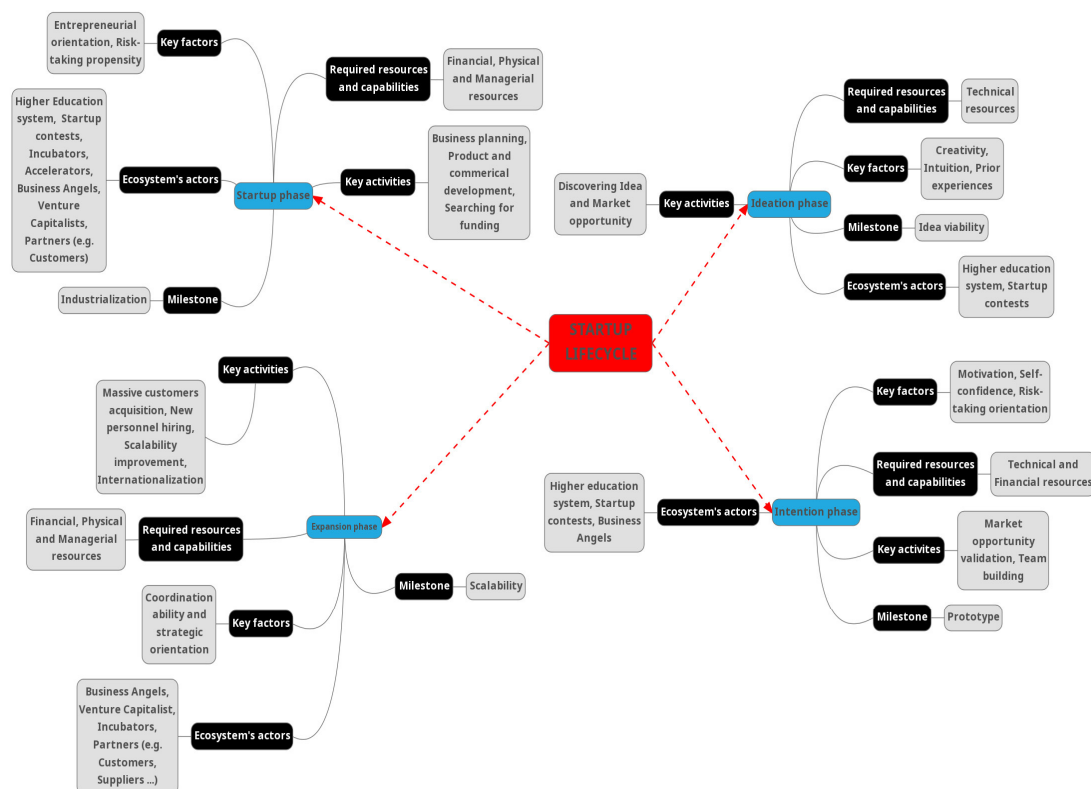 STARTUP
LIFECYCLE
Startup phase
Key factors
Entrepreneurial
orientation, Risk-
taking propensity
Required resources
and capabilities
Financial, Physical
and Managerial
resources
Ecosystem's actors
Higher Education
system, Startup
contests,
Incubators,
Accelerators,
Business Angels,
Venture
Capitalists,
Partners (e.g.
Customers)
Key activities
Business planning,
Product and
commerical
development,
Searching for
funding
Milestone
Industrialization
Ideation phase
Required resources
and capabilities
Technical
resources
Key factors
Creativity,
Intuition, Prior
experiences
Key activities
Discovering Idea
and Market
opportunity
Milestone
Idea viability
Ecosystem's actors
Higher education
system, Startup
contests
Expansion phase
Key activities
Massive customers
acquisition, New
personnel hiring,
Scalability
improvement,
Internationalization
Required resources
and capabilities
Financial, Physical
and Managerial
resources
Milestone
Scalability
Key factors
Coordination
ability and
strategic
orientation
Ecosystem's actors
Business Angels,
Venture Capitalist,
Incubators,
Partners (e.g.
Customers,
Suppliers ...)
Intention phase
Key factors
Motivation, Self-
confidence, Risk-
taking orientation
Required resources
and capabilities
Technical and
Financial resources
Ecosystem's actors
Higher education
system, Startup
contests, Business
Angels
Key activites
Market
opportunity
validation, Team
building
Milestone
Prototype